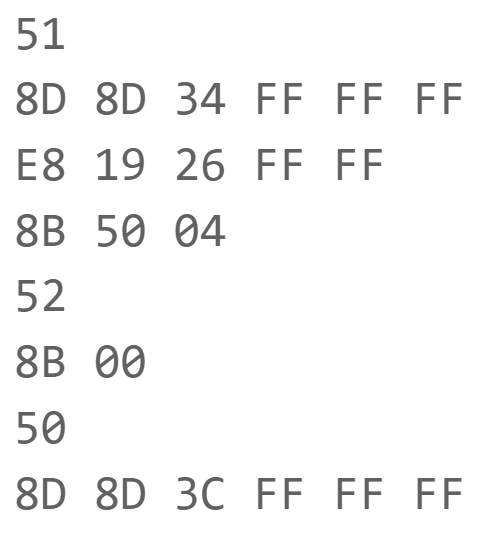 51
8D 8D 34 FF FF FF
E8 19 26 FF FF
8B 50 04
52
8B 00
50
8D 8D 3C FF FF FF